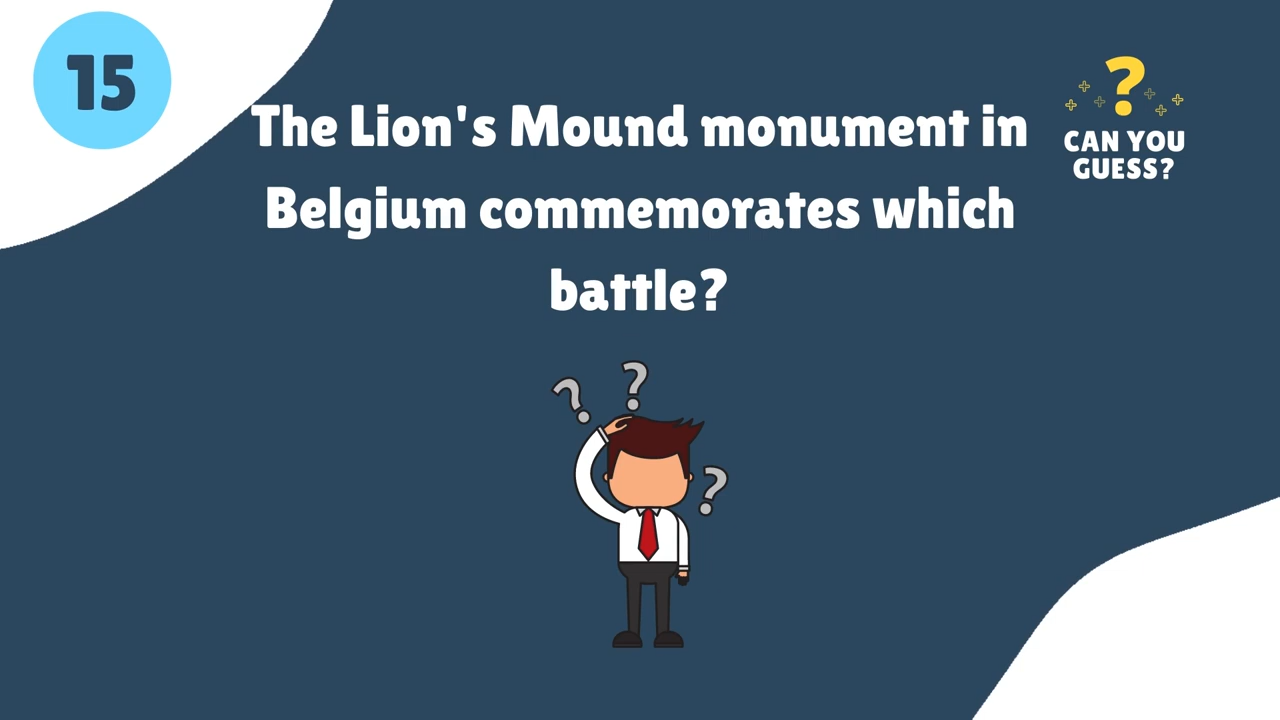 15
The Lion's Mound monument in
Belgium commemorates which
battle?
?
CAN YOU
GUESS?
? ? ?